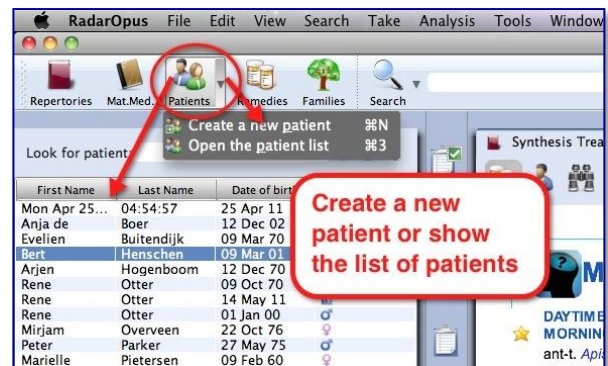 RadarOpus File Edit View Search Take Analysis Tools Window
Repertories Mat.Med. Patients Remedies Families Search
Create a new patient ⌘N
Open the patient list ⌘3
Look for patient:
Synthesis Trea
First Name Last Name Date of birt
Mon Apr 25... 04:54:57 25 Apr 11
Anja de Boer 12 Dec 02
Evelien Buitendijk 09 Mar 70
Bert Henschen 09 Mar 01
Arjen Hogenboom 12 Dec 70
Rene Otter 09 Oct 70
Rene Otter 14 May 11
Rene Otter 01 Jan 00
Mirjam Overveen 22 Oct 76
Peter Parker 27 May 75
Marielle Pietersen 09 Feb 60
Create a new
patient or show
the list of patients
M
DAYTIME
MORNIN
ant-t. Apis